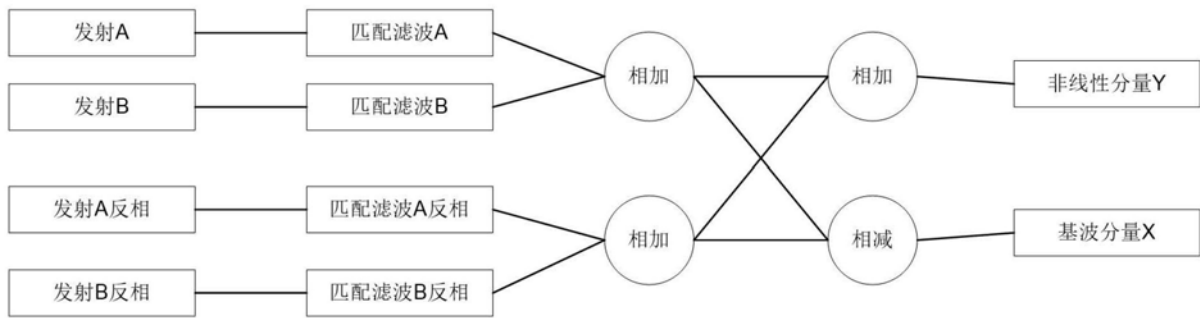 发射A
匹配滤波A
发射B
匹配滤波B
相加
相加
非线性分量Y
发射A反相
匹配滤波A反相
发射B反相
匹配滤波B反相
相加
相减
基波分量X